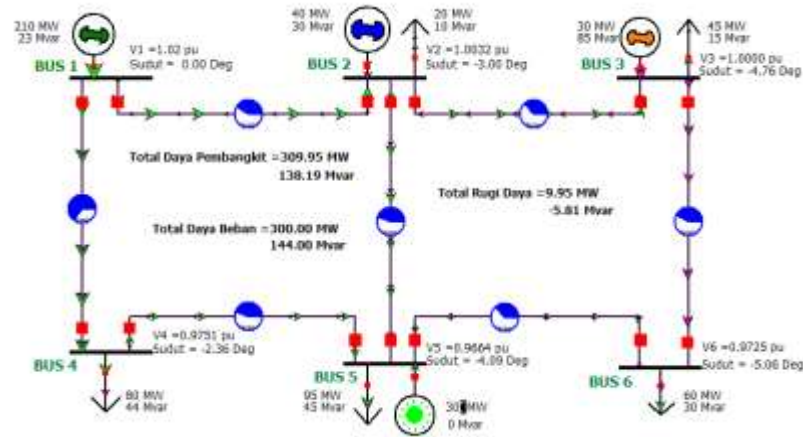 210 MW
23 Mvar
V1 =1.02 pu
Sudut = 0.00 Deg
BUS 1
40 MW
30 Mvar
20 MW
10 Mvar
V2 =1.0032 pu
Sudut = -3.00 Deg
BUS 2
30 MW
85 Mvar
45 MW
15 Mvar
V3 =1.0000 pu
Sudut = -4.76 Deg
BUS 3
Total Daya Pembangkit =309.95 MW
138.19 Mvar
Total Rugi Daya =9.95 MW
-5.81 Mvar
Total Daya Beban =300.00 MW
144.00 Mvar
V4 =0.9751 pu
Sudut = -2.36 Deg
BUS 4
80 MW
44 Mvar
V5 =0.9664 pu
Sudut = -4.09 Deg
BUS 5
95 MW
45 Mvar
30 MW
0 Mvar
V6 =0.9725 pu
Sudut = -5.06 Deg
BUS 6
60 MW
30 Mvar